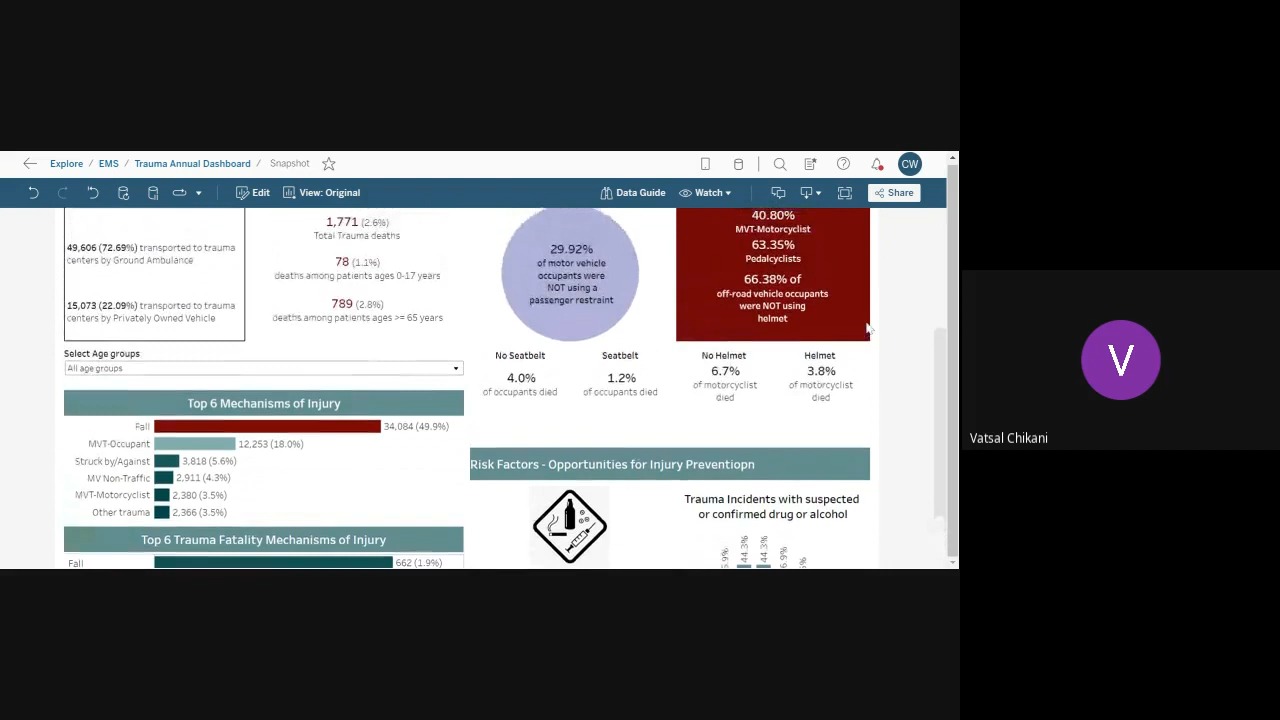 Explore / EMS / Trauma Annual Dashboard / Snapshot
CW
Edit
View: Original
Data Guide
Watch
Share
49,606 (72.69%) transported to trauma
centers by Ground Ambulance
15,073 (22.09%) transported to trauma
centers by Privately Owned Vehicle
1,771 (2.6%)
Total Trauma deaths
78 (1.1%)
deaths among patients ages 0-17 years
789 (2.8%)
deaths among patients ages >= 65 years
29.92%
of motor vehicle
occupants were
NOT using a
passenger restraint
40.80%
MVT-Motorcyclist
63.35%
Pedalcyclists
66.38% of
off-road vehicle occupants
were NOT using
helmet
No Seatbelt
4.0%
of occupants died
Seatbelt
1.2%
of occupants died
No Helmet
6.7%
of motorcyclist
died
Helmet
3.8%
of motorcyclist
died
Select Age groups
All age groups
Top 6 Mechanisms of Injury
Fall 34,084 (49.9%)
MVT-Occupant 12,253 (18.0%)
Struck by/Against 3,818 (5.6%)
MV Non-Traffic 2,911 (4.3%)
MVT-Motorcyclist 2,380 (3.5%)
Other trauma 2,366 (3.5%)
Top 6 Trauma Fatality Mechanisms of Injury
Fall 662 (1.9%)
Risk Factors - Opportunities for Injury Preventiopn
Trauma Incidents with suspected
or confirmed drug or alcohol
44.3%
44.3%
V
Vatsal Chikani